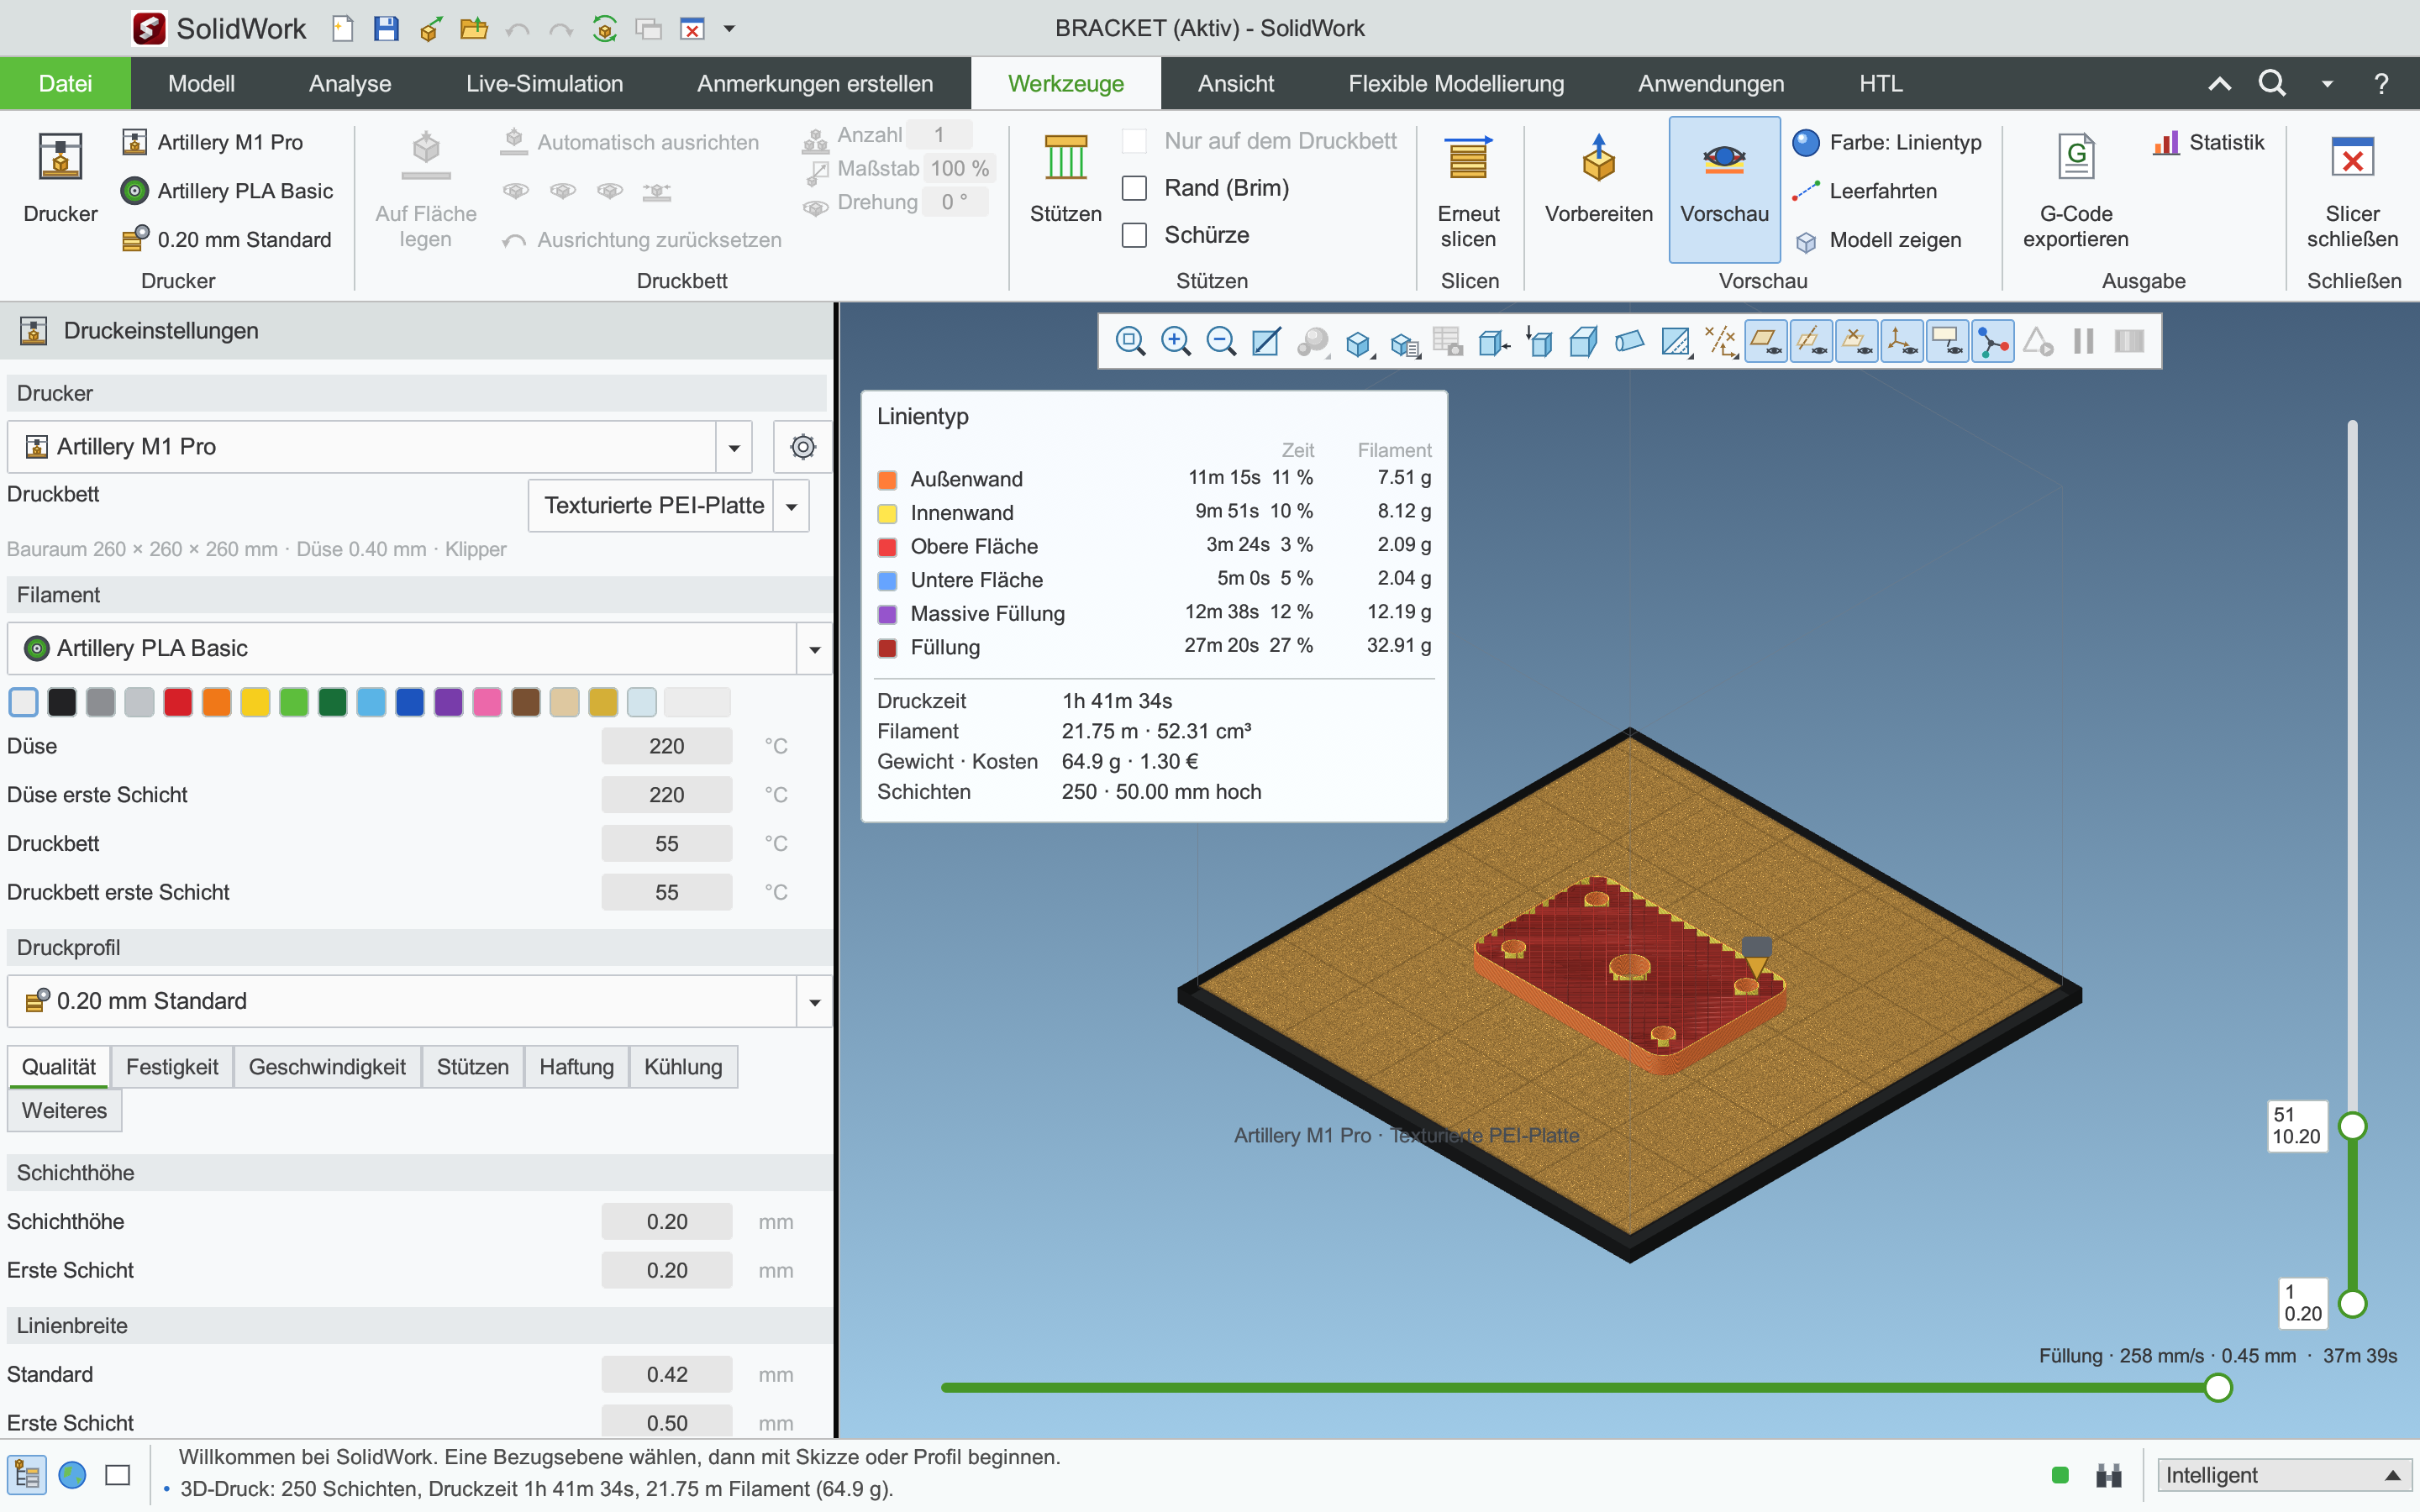 SolidWork
BRACKET (Aktiv) - SolidWork
Datei Modell Analyse Live-Simulation Anmerkungen erstellen Werkzeuge Ansicht Flexible Modellierung Anwendungen HTL ?
Drucker
Artillery M1 Pro
Artillery PLA Basic
0.20 mm Standard
Drucker
Auf Fläche legen
Automatisch ausrichten
Ausrichtung zurücksetzen
Anzahl 1
Maßstab 100 %
Drehung 0 °
Druckbett
Stützen
Nur auf dem Druckbett
Rand (Brim)
Schürze
Stützen
Erneut slicen
Slicen
Vorbereiten
Vorschau
Farbe: Linientyp
Leerfahrten
Modell zeigen
Vorschau
G
G-Code exportieren
Statistik
Ausgabe
Slicer schließen
Schließen
Druckeinstellungen
Drucker
Artillery M1 Pro
Druckbett Texturierte PEI-Platte
Bauraum 260 × 260 × 260 mm · Düse 0.40 mm · Klipper
Filament
Artillery PLA Basic
Düse 220 °C
Düse erste Schicht 220 °C
Druckbett 55 °C
Druckbett erste Schicht 55 °C
Druckprofil
0.20 mm Standard
Qualität Festigkeit Geschwindigkeit Stützen Haftung Kühlung
Weiteres
Schichthöhe
Schichthöhe 0.20 mm
Erste Schicht 0.20 mm
Linienbreite
Standard 0.42 mm
Erste Schicht 0.50 mm
Linientyp
Zeit Filament
Außenwand 11m 15s 11 % 7.51 g
Innenwand 9m 51s 10 % 8.12 g
Obere Fläche 3m 24s 3 % 2.09 g
Untere Fläche 5m 0s 5 % 2.04 g
Massive Füllung 12m 38s 12 % 12.19 g
Füllung 27m 20s 27 % 32.91 g
Druckzeit 1h 41m 34s
Filament 21.75 m · 52.31 cm³
Gewicht · Kosten 64.9 g · 1.30 €
Schichten 250 · 50.00 mm hoch
Artillery M1 Pro · Texturierte PEI-Platte
51
10.20
1
0.20
Füllung · 258 mm/s · 0.45 mm · 37m 39s
Willkommen bei SolidWork. Eine Bezugsebene wählen, dann mit Skizze oder Profil beginnen.
• 3D-Druck: 250 Schichten, Druckzeit 1h 41m 34s, 21.75 m Filament (64.9 g).
Intelligent